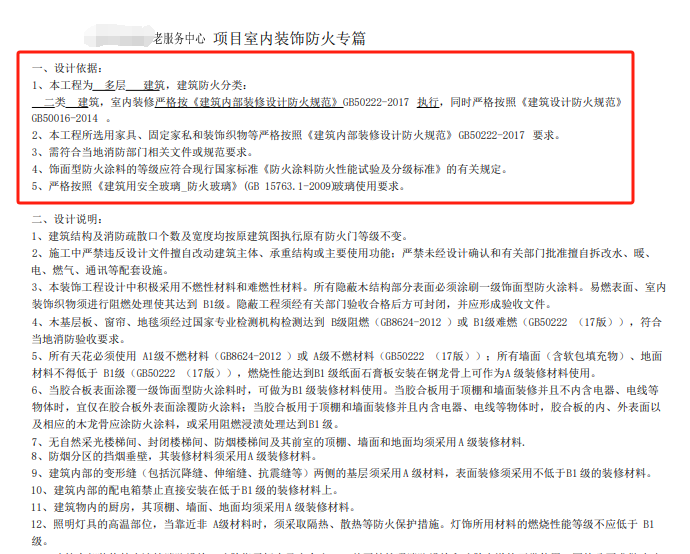 老服务中心 项目室内装饰防火专篇
一、设计依据：
1、本工程为 多层 建筑，建筑防火分类：
二类 建筑，室内装修严格按《建筑内部装修设计防火规范》GB50222-2017 执行，同时严格按照《建筑设计防火规范》
GB50016-2014 。
2、本工程所选用家具、固定家私和装饰织物等严格按照《建筑内部装修设计防火规范》GB50222-2017 要求。
3、需符合当地消防部门相关文件或规范要求。
4、饰面型防火涂料的等级应符合现行国家标准《防火涂料防火性能试验及分级标准》的有关规定。
5、严格按照《建筑用安全玻璃_防火玻璃》(GB 15763.1-2009)玻璃使用要求。
二、设计说明：
1、建筑结构及消防疏散口个数及宽度均按原建筑图执行原有防火门等级不变。
2、施工中严禁违反设计文件擅自改动建筑主体、承重结构或主要使用功能；严禁未经设计确认和有关部门批准擅自拆改水、暖、
电、燃气、通讯等配套设施。
3、本装饰工程设计中积极采用不燃性材料和难燃性材料。所有隐蔽木结构部分表面必须涂刷一级饰面型防火涂料。易燃表面、室内
装饰织物须进行阻燃处理使其达到 B1级。隐蔽工程须经有关部门验收合格后方可封闭，并应形成验收文件。
4、木基层板、窗帘、地毯须经过国家专业检测机构检测达到 B级阻燃（GB8624-2012 ）或 B1级难燃（GB50222 （17版）），符合
当地消防验收要求。
5、所有天花必须使用 A1级不燃材料（GB8624-2012 ）或 A级不燃材料（GB50222 （17版））；所有墙面（含软包填充物）、地面
材料不得低于 B1级（GB50222 （17版）），燃烧性能达到B1级纸面石膏板安装在钢龙骨上可作为A级装修材料使用。
6、当胶合板表面涂覆一级饰面型防火涂料时，可做为B1级装修材料使用。当胶合板用于顶棚和墙面装修并且不内含电器、电线等
物体时，宜仅在胶合板外表面涂覆防火涂料；当胶合板用于顶棚和墙面装修并且内含电器、电线等物体时，胶合板的内、外表面以
及相应的木龙骨应涂防火涂料，或采用阻燃浸渍处理达到B1级。
7、无自然采光楼梯间、封闭楼梯间、防烟楼梯间及其前室的顶棚、墙面和地面均须采用A级装修材料.
8、防烟分区的挡烟垂壁，其装修材料须采用A级装修材料。
9、建筑内部的变形缝（包括沉降缝、伸缩缝、抗震缝等）两侧的基层须采用A级材料，表面装修须采用不低于B1级的装修材料。
10、建筑内部的配电箱禁止直接安装在低于B1级的装修材料上。
11、建筑物内的厨房，其顶棚、墙面、地面均须采用A级装修材料。
12、照明灯具的高温部位，当靠近非 A级材料时，须采取隔热、散热等防火保护措施。灯饰所用材料的燃烧性能等级不应低于B1
级。